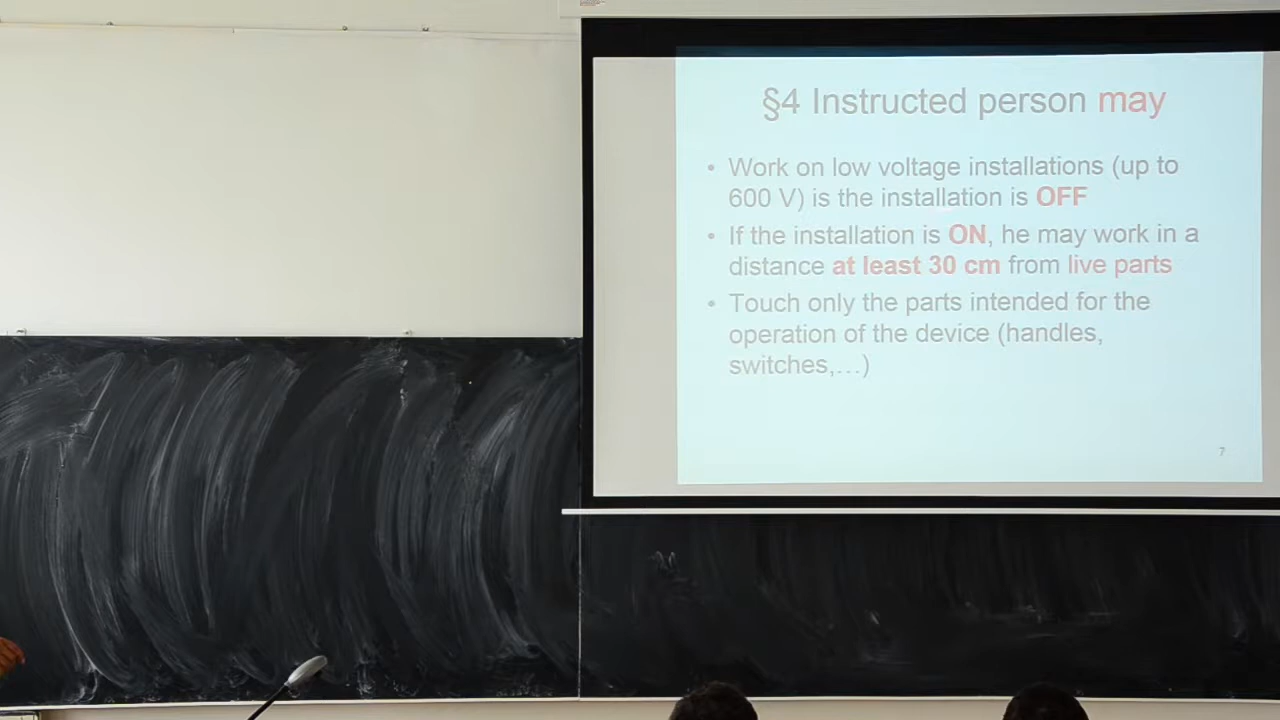 §4 Instructed person may
• Work on low voltage installations (up to
600 V) is the installation is OFF
• If the installation is ON, he may work in a
distance at least 30 cm from live parts
• Touch only the parts intended for the
operation of the device (handles,
switches,…)
7